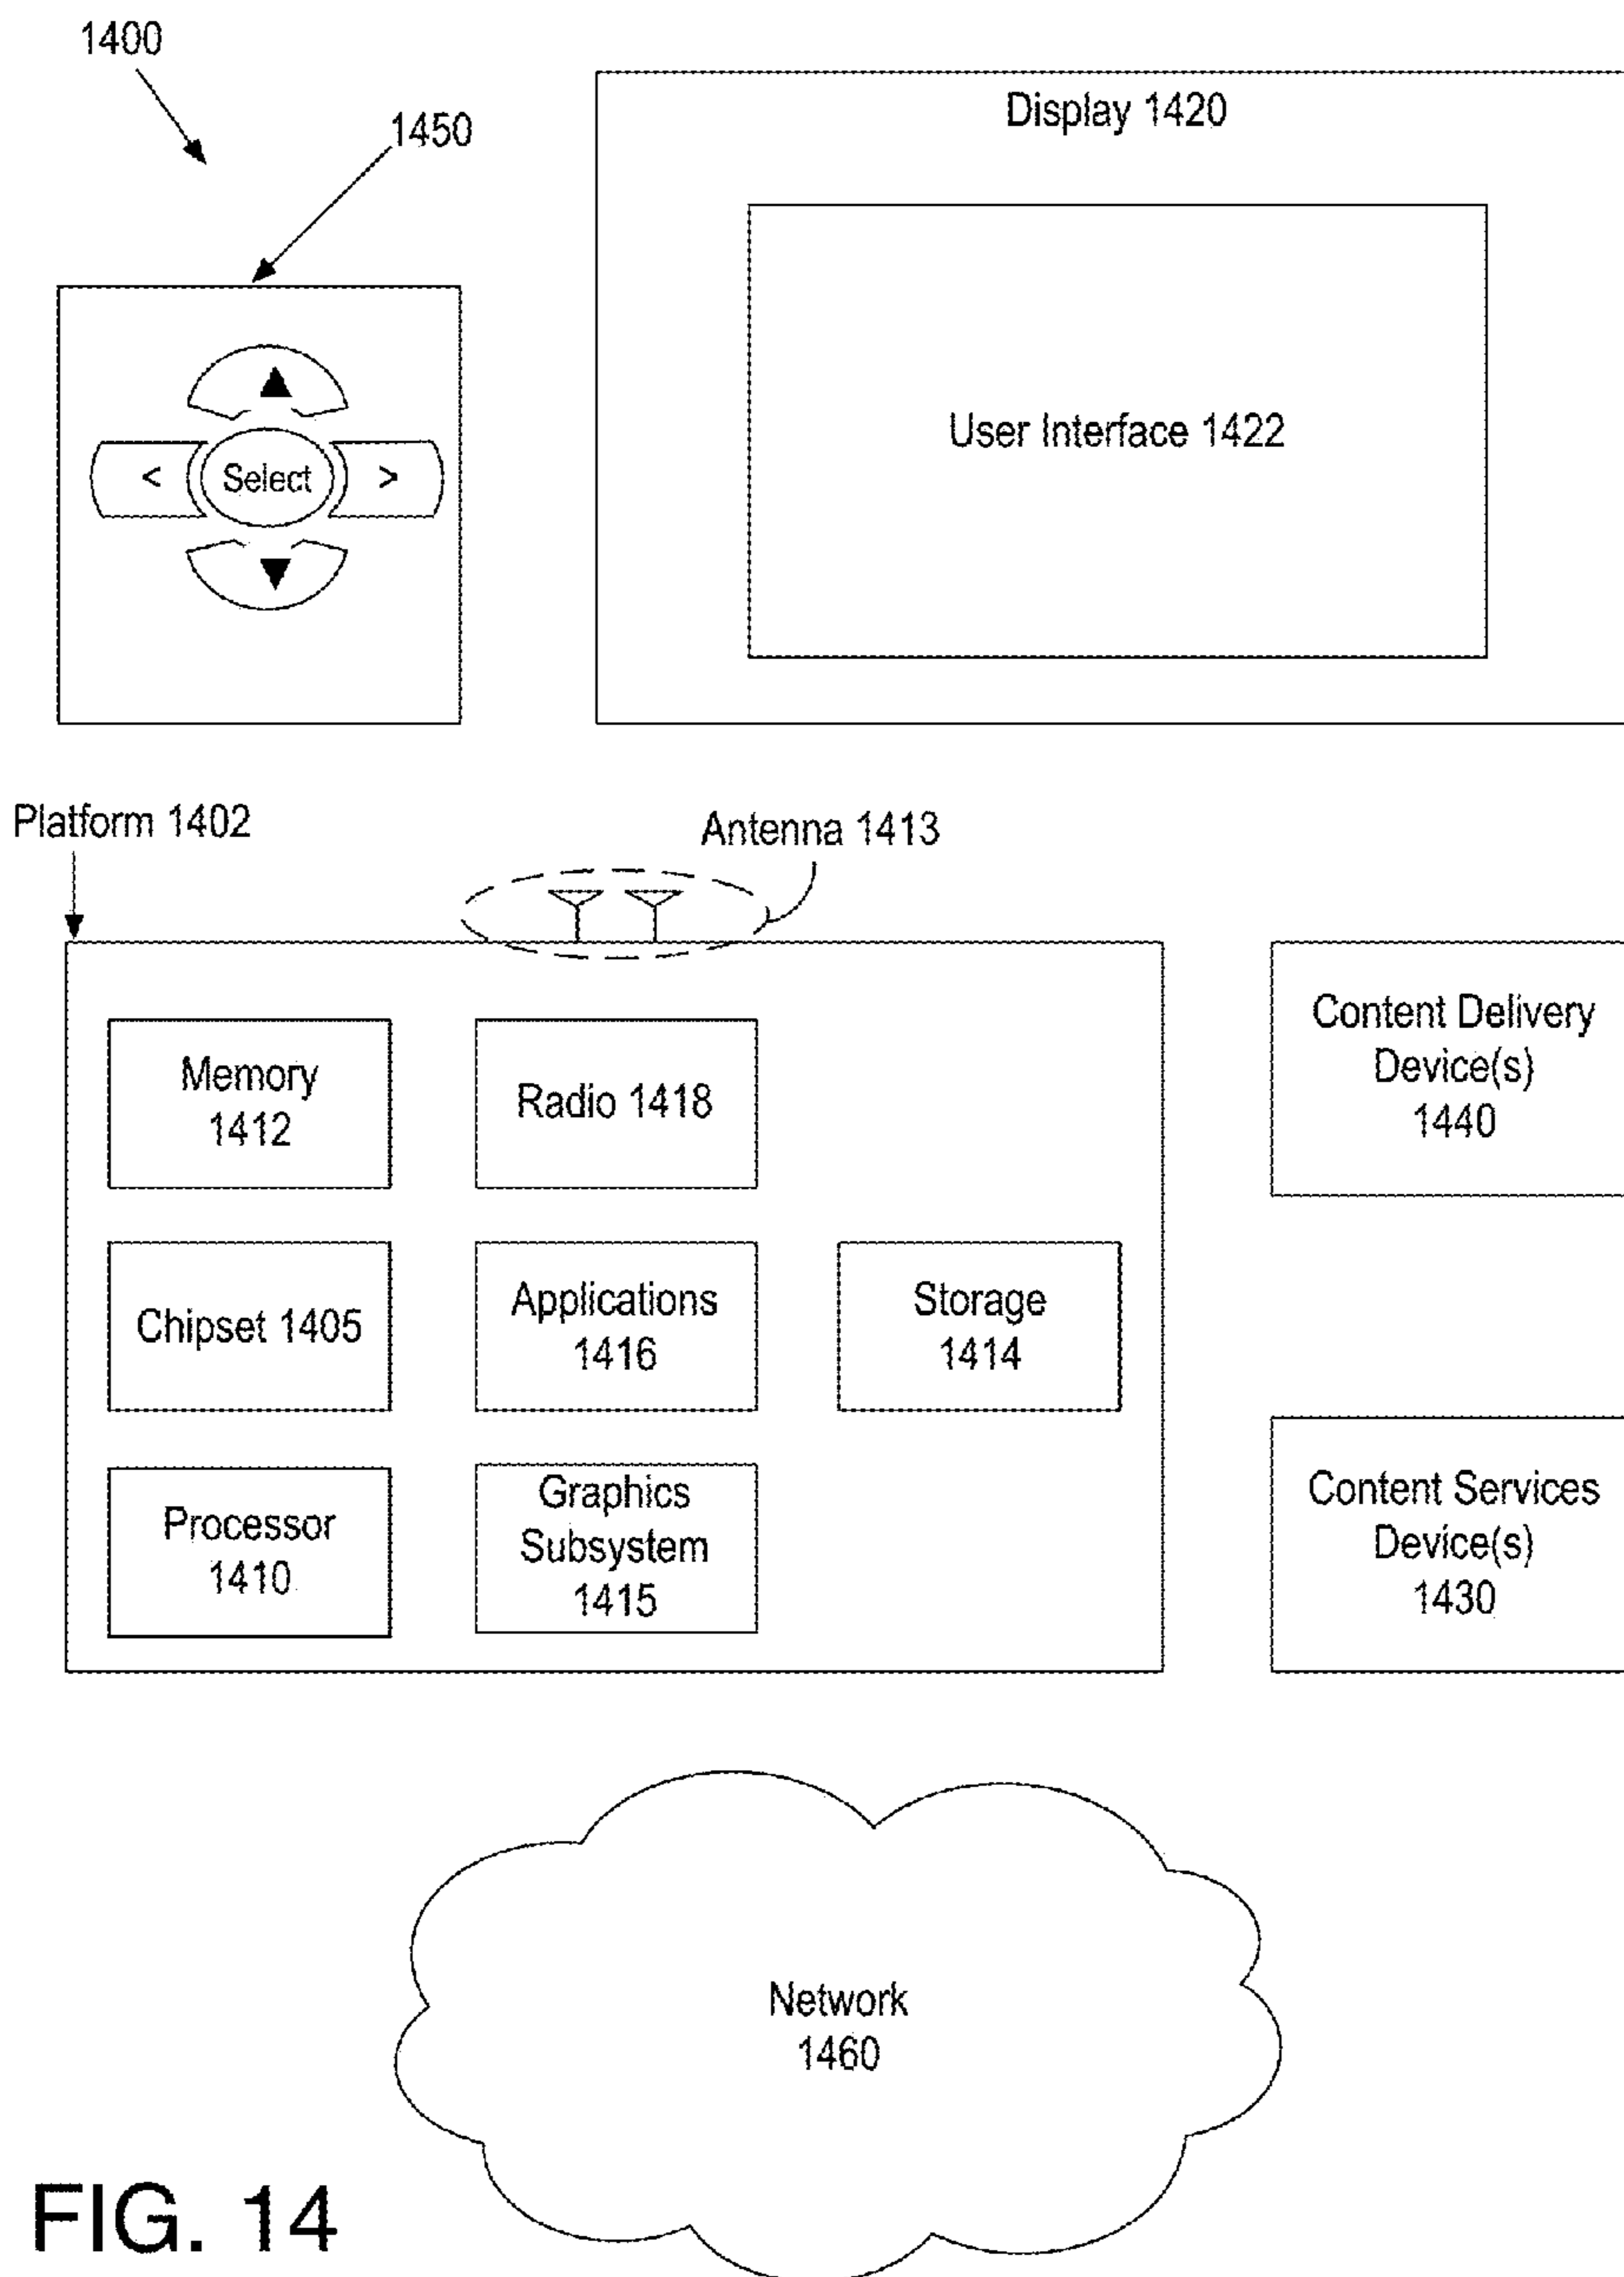 1400
1450
Display 1420
User Interface 1422
<
Select
>
Platform 1402
Antenna 1413
Memory
1412
Radio 1418
Content Delivery
Device(s)
1440
Chipset 1405
Applications
1416
Storage
1414
Processor
1410
Graphics
Subsystem
1415
Content Services
Device(s)
1430
Network
1460
FIG. 14